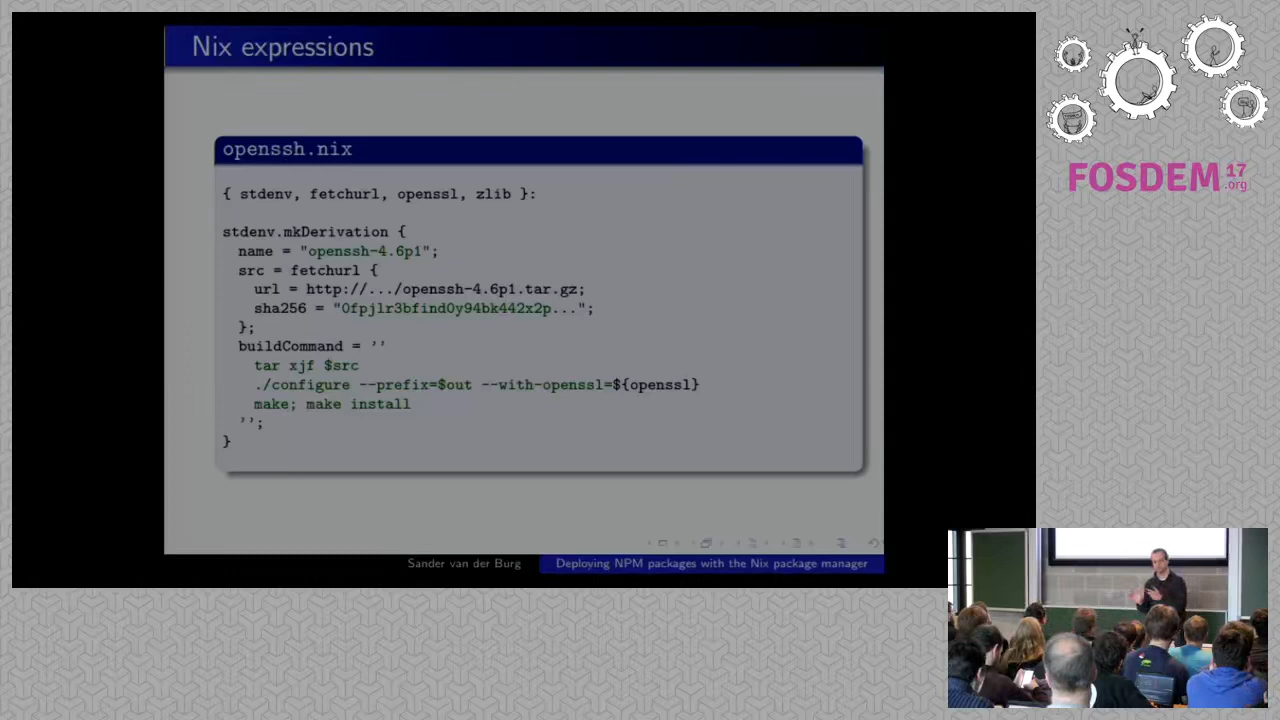 Nix expressions
openssh.nix
{ stdenv, fetchurl, openssl, zlib }:
stdenv.mkDerivation {
name = "openssh-4.6p1";
src = fetchurl {
url = http://.../openssh-4.6p1.tar.gz;
sha256 = "0fpjlr3bfind0y94bk442x2p...";
};
buildCommand = ''
tar xjf $src
./configure --prefix=$out --with-openssl=${openssl}
make; make install
'';
}
Sander van der Burg
Deploying NPM packages with the Nix package manager
FOSDEM 17
.org